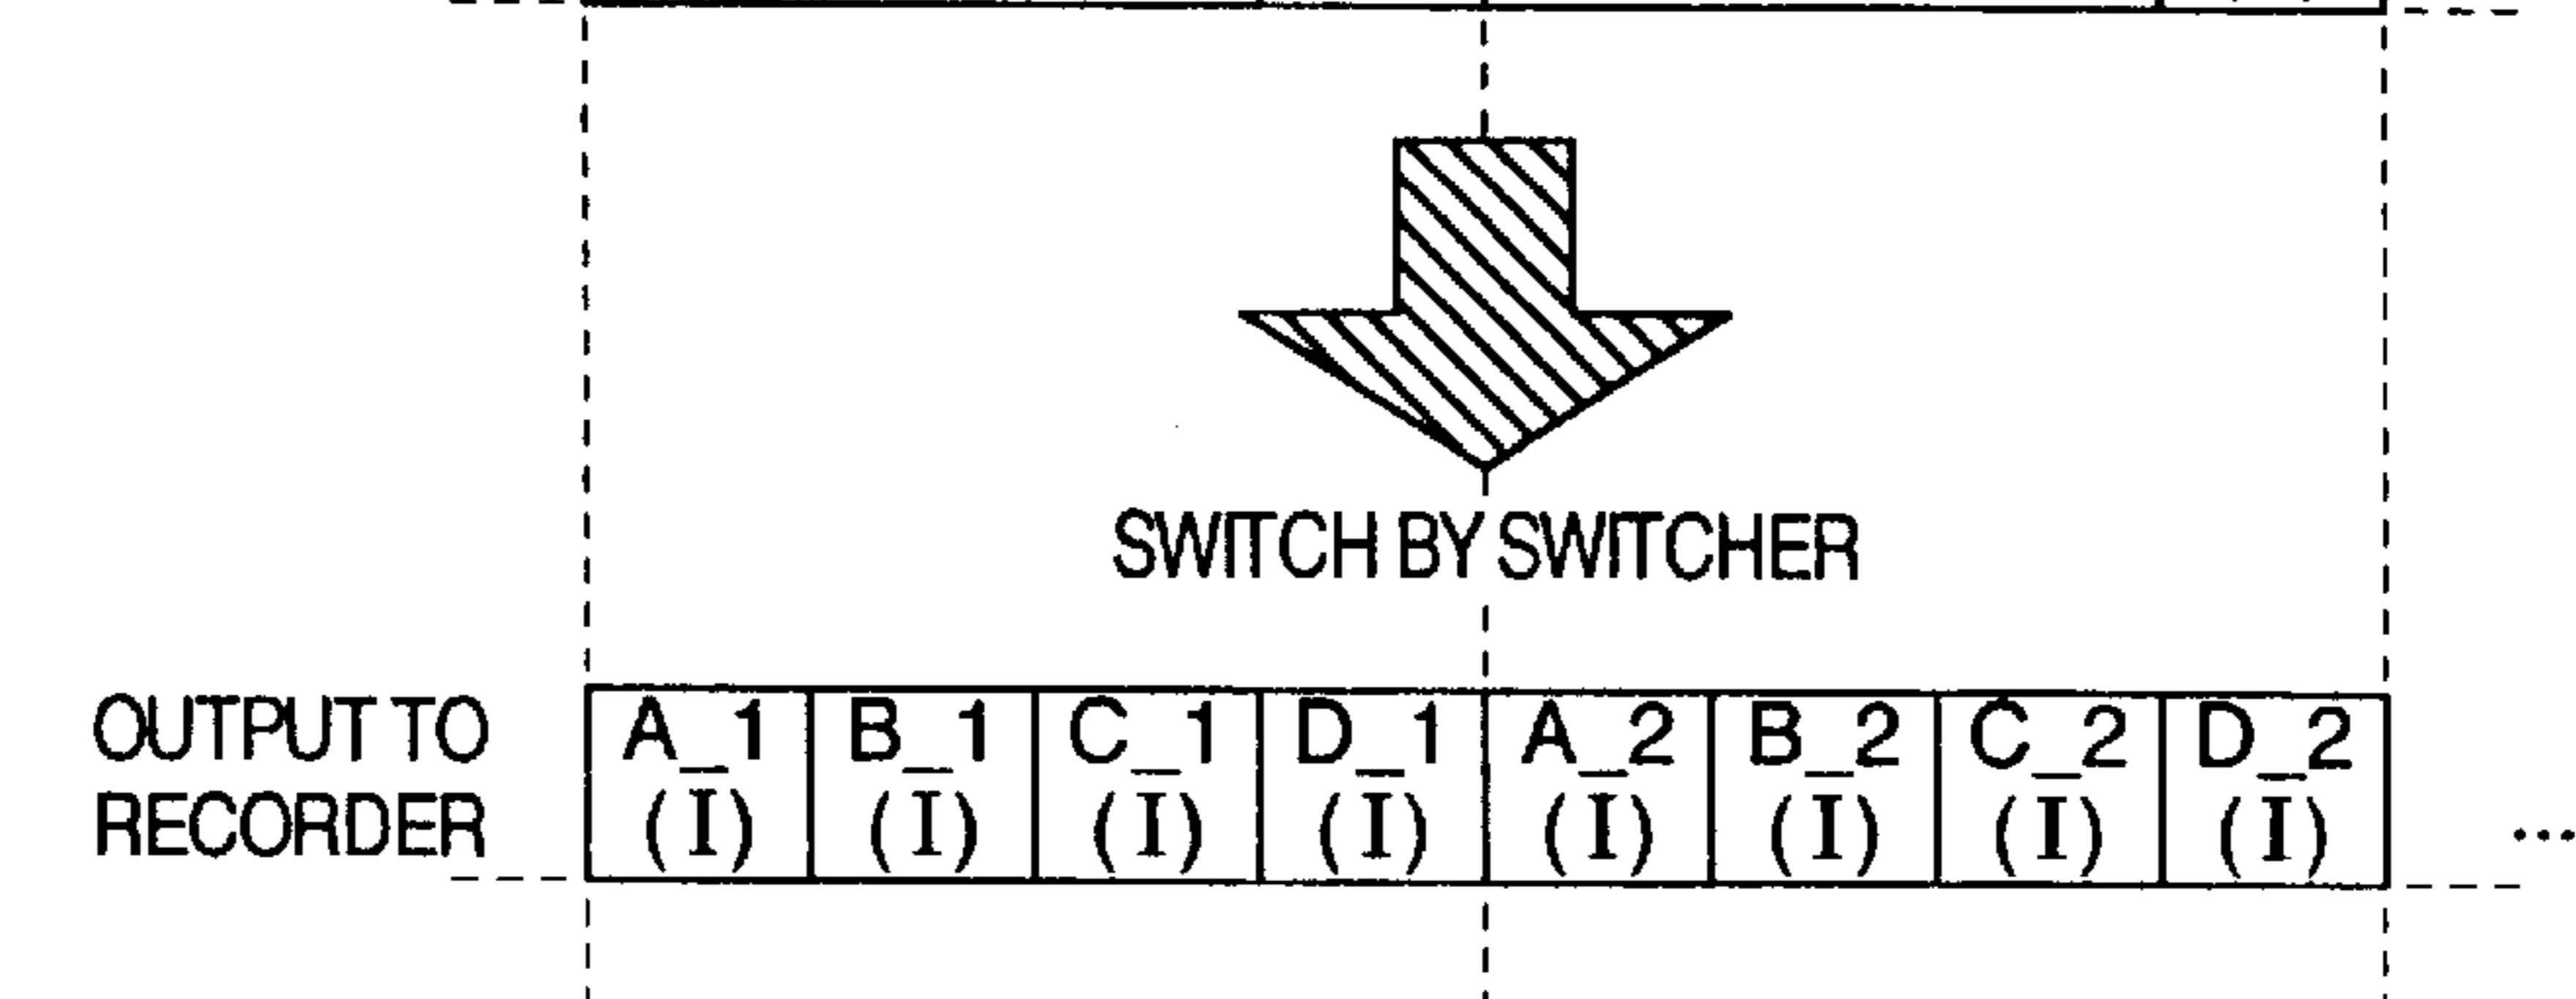 SWITCH BY SWITCHER
OUTPUT TO
RECORDER
A_1 B_1 C_1 D_1 A_2 B_2 C_2 D_2
(I) (I) (I) (I) (I) (I) (I) (I) ...